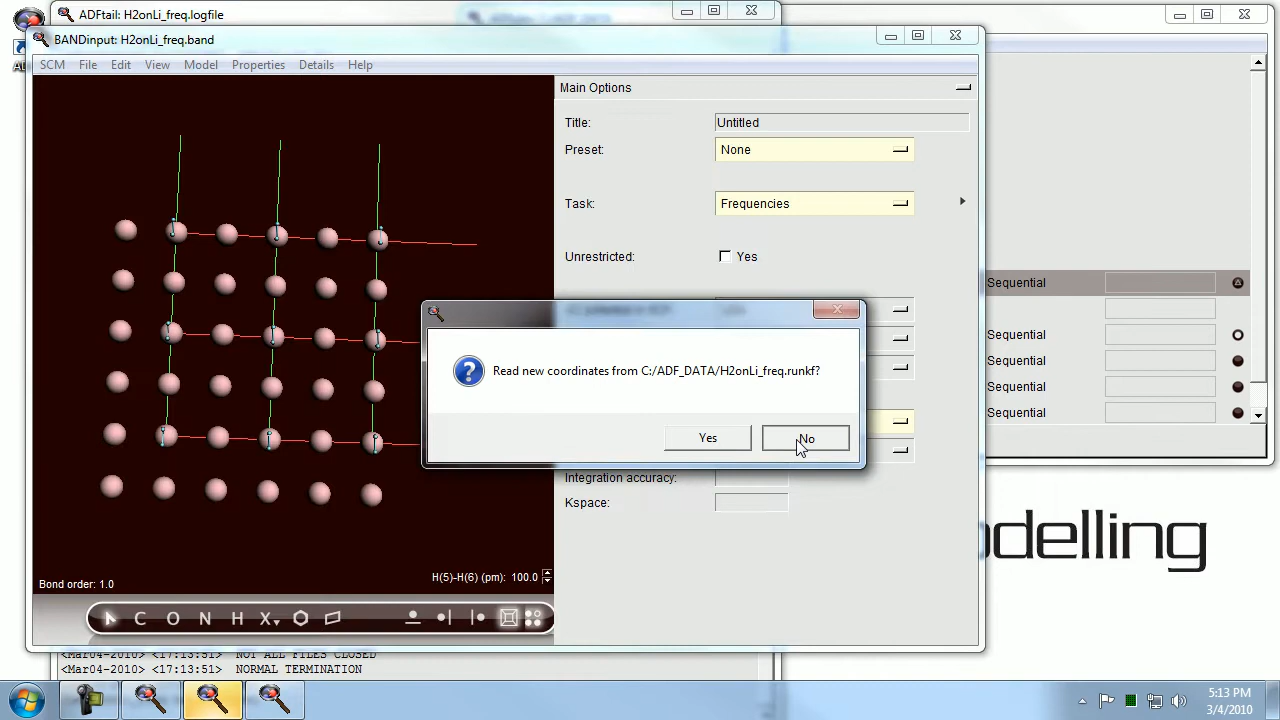 ADFtail: H2onLi_freq.logfile
BANDinput: H2onLi_freq.band
SCM File Edit View Model Properties Details Help
Main Options
Title: Untitled
Preset: None
Task: Frequencies
Unrestricted: Yes
Sequential
Sequential
Sequential
Sequential
Sequential
Read new coordinates from C:/ADF_DATA/H2onLi_freq.runkf?
Yes No
Integration accuracy:
Kspace:
H(5)-H(6) (pm): 100.0
Bond order: 1.0
C O N H X
odelling
<Mar04-2010> <17:13:51> NOT ALL FILES CLOSED
<Mar04-2010> <17:13:51> NORMAL TERMINATION
5:13 PM
3/4/2010